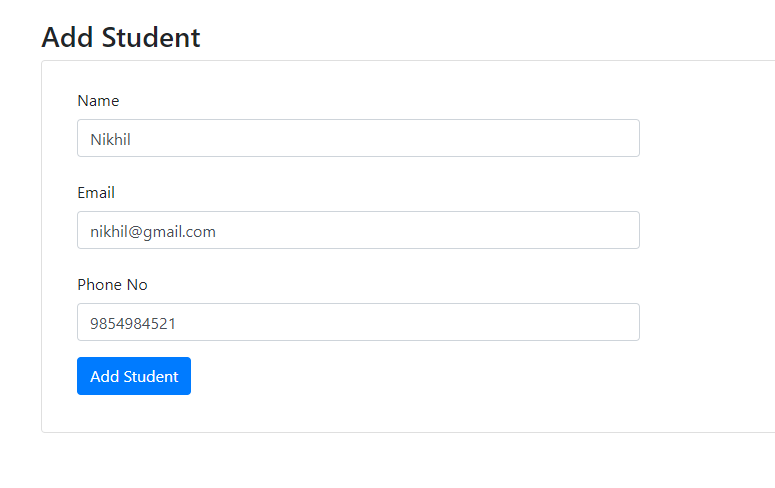 Add Student
Name
Nikhil
Email
nikhil@gmail.com
Phone No
9854984521
Add Student